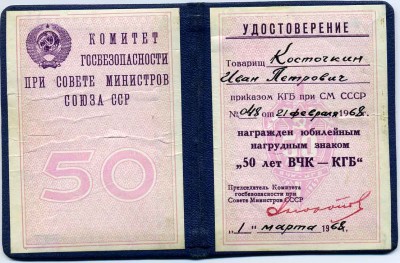 КОМИТЕТ
ГОСБЕЗОПАСНОСТИ
ПРИ СОВЕТЕ МИНИСТРОВ
СОЮЗА ССР
50
УДОСТОВЕРЕНИЕ
Товарищ Косточкин
Иван Петрович
приказом КГБ при СМ СССР
№ 048 от 21 февраля 1968 г.
награжден юбилейным
нагрудным знаком
„50 лет ВЧК — КГБ"
Председатель Комитета
госбезопасности при
Совете Министров СССР
„1" марта 1968 г.